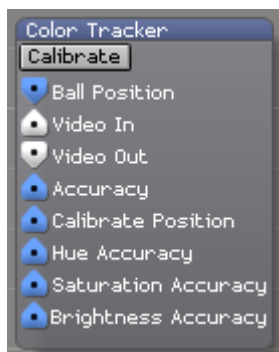 Color Tracker
Calibrate
Ball Position
Video In
Video Out
Accuracy
Calibrate Position
Hue Accuracy
Saturation Accuracy
Brightness Accuracy